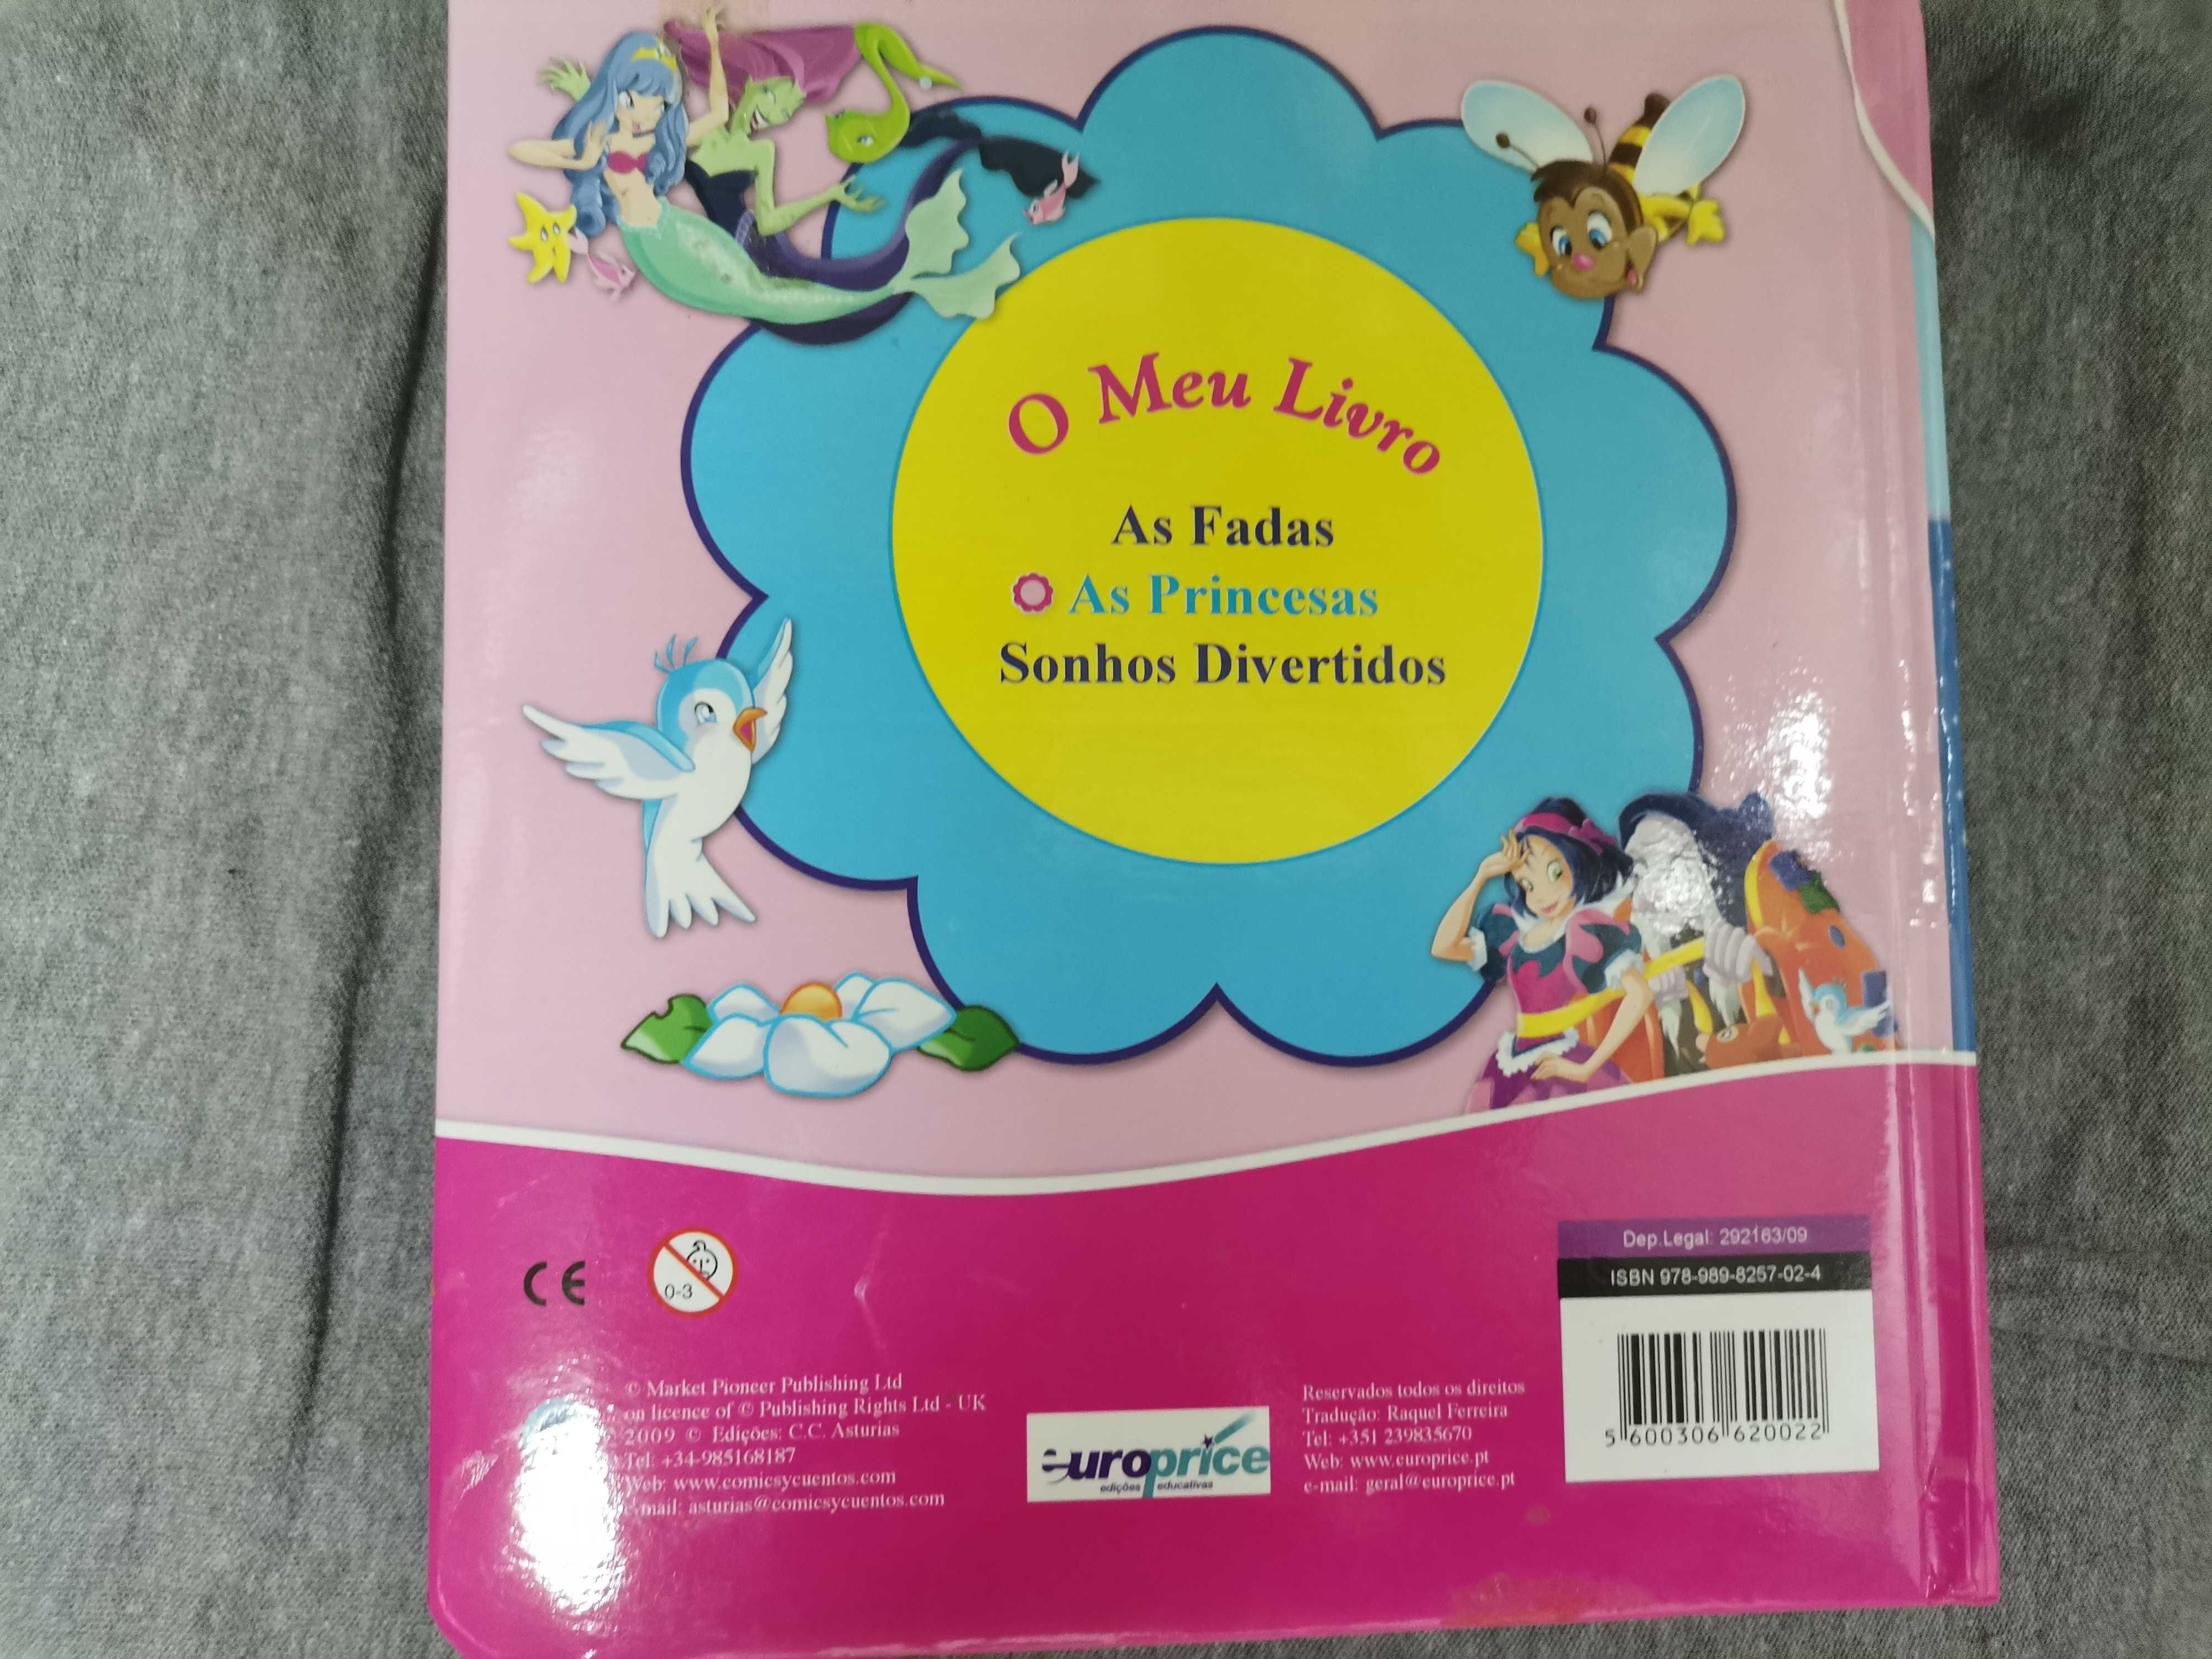 O Meu Livro
As Fadas
As Princesas
Sonhos Divertidos
CE
0-3
© Market Pioneer Publishing Ltd
on licence of © Publishing Rights Ltd - UK
2009 © Edições: C.C. Asturias
Tel: +34-985168187
Web: www.comicsycuentos.com
e-mail: asturias@comicsycuentos.com
europrice
edições educativas
Reservados todos os direitos
Tradução: Raquel Ferreira
Tel: +351 239835670
Web: www.europrice.pt
e-mail: geral@europrice.pt
Dep.Legal: 292163/09
ISBN 978-989-8257-02-4
5 600306 620022